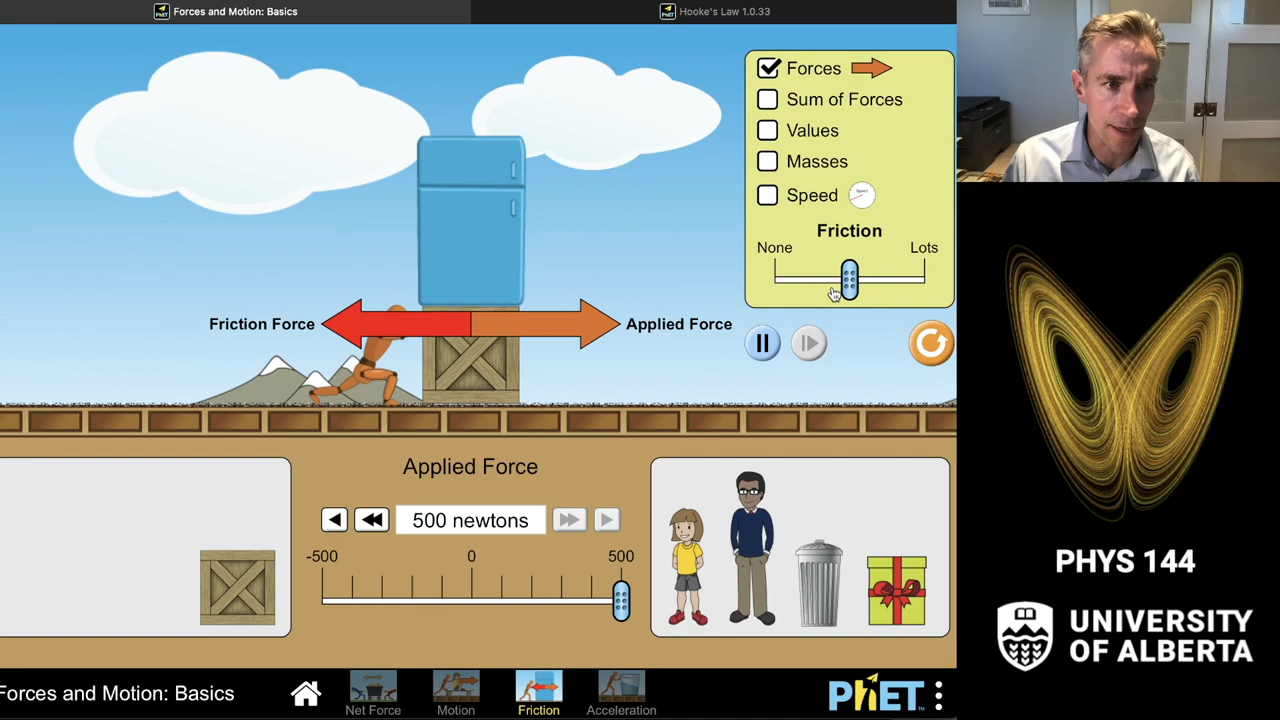 Forces and Motion: Basics
Hooke's Law 1.0.33
Forces
Sum of Forces
Values
Masses
Speed
Speed
Friction
None
Lots
Friction Force
Applied Force
Applied Force
500 newtons
-500
0
500
Forces and Motion: Basics
Net Force
Motion
Friction
Acceleration
PhET
PHYS 144
UNIVERSITY
OF ALBERTA